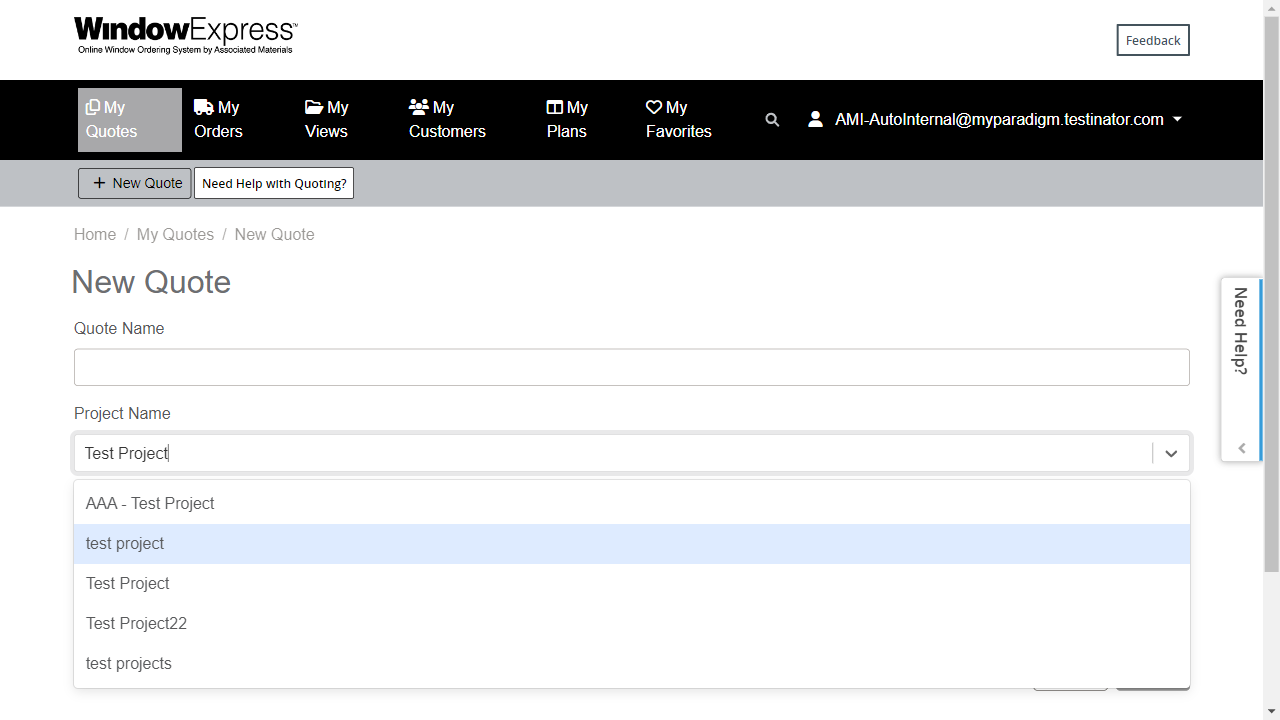 WindowExpress™
Online Window Ordering System by Associated Materials
Feedback
My Quotes
My Orders
My Views
My Customers
My Plans
My Favorites
AMI-AutoInternal@myparadigm.testinator.com
+ New Quote
Need Help with Quoting?
Home / My Quotes / New Quote
New Quote
Quote Name
Project Name
Test Project
AAA - Test Project
test project
Test Project
Test Project22
test projects
Need Help?